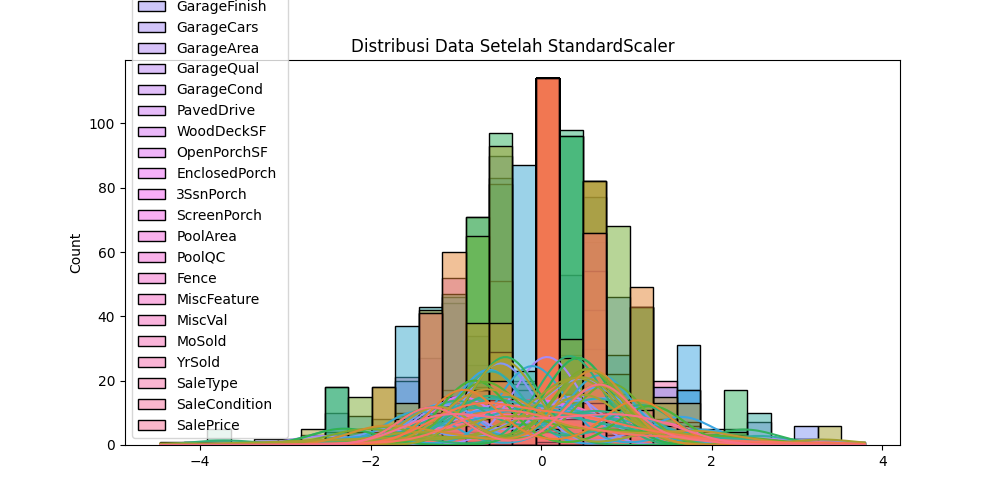 GarageFinish
GarageCars
GarageArea
GarageQual
GarageCond
PavedDrive
WoodDeckSF
OpenPorchSF
EnclosedPorch
3SsnPorch
ScreenPorch
PoolArea
PoolQC
Fence
MiscFeature
MiscVal
MoSold
YrSold
SaleType
SaleCondition
SalePrice
Distribusi Data Setelah StandardScaler
Count
100
80
60
40
20
0
−4
−2
0
2
4